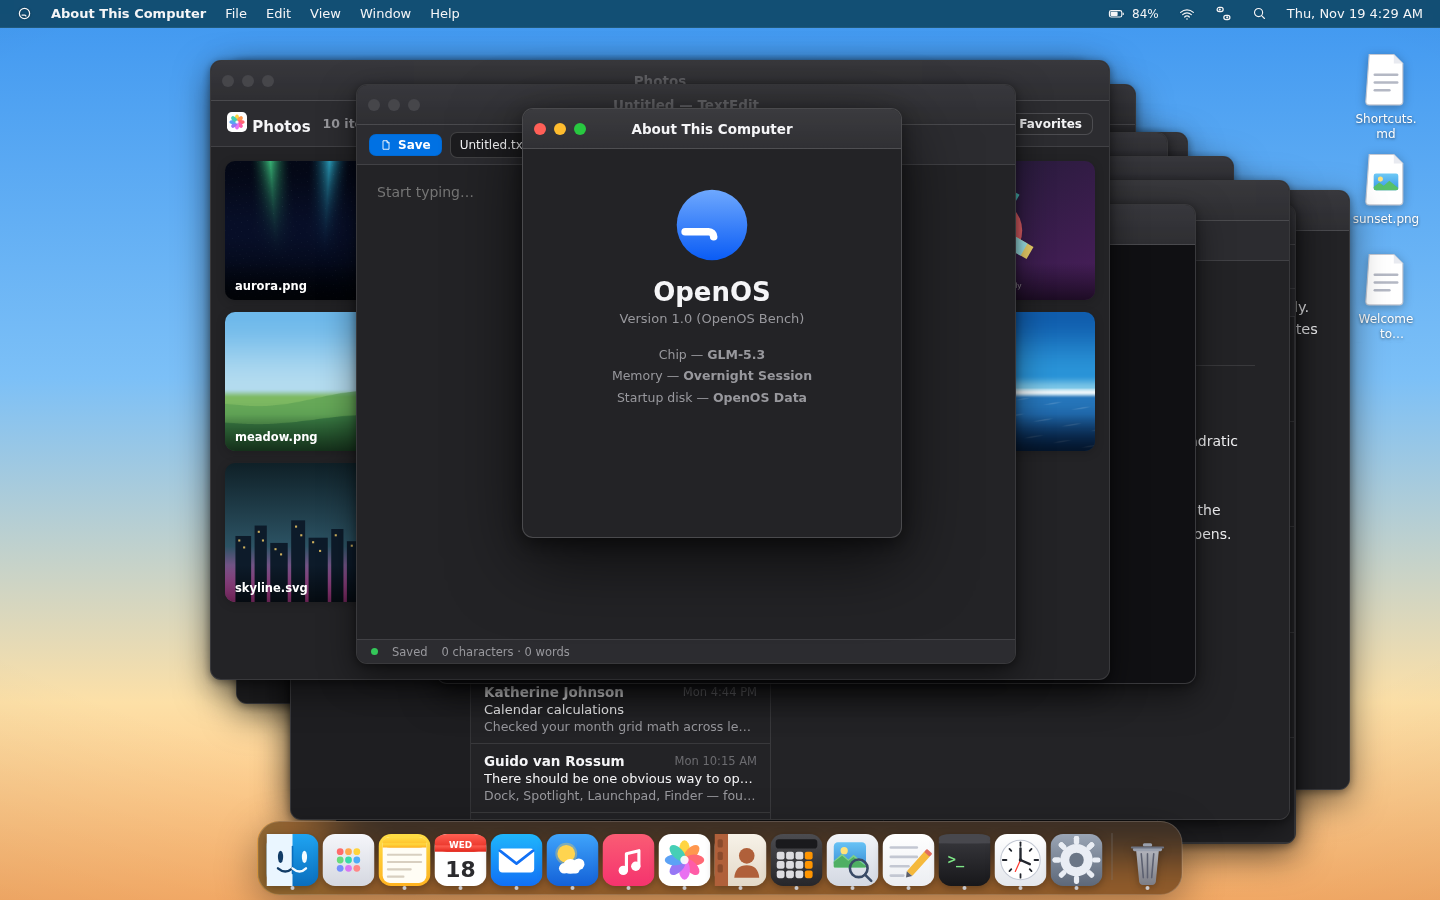 About This Computer File Edit View Window Help 84% Thu, Nov 19 4:29 AM
Photos
Untitled — TextEdit
Photos 10 it
Favorites
Save Untitled.tx
Start typing…
About This Computer
OpenOS
Version 1.0 (OpenOS Bench)
Chip — GLM-5.3
Memory — Overnight Session
Startup disk — OpenOS Data
aurora.png
meadow.png
skyline.svg
ly.
tes
dratic
the
pens.
Saved 0 characters · 0 words
Katherine Johnson Mon 4:44 PM
Calendar calculations
Checked your month grid math across le…
Guido van Rossum Mon 10:15 AM
There should be one obvious way to op…
Dock, Spotlight, Launchpad, Finder — fou…
Shortcuts.
md
sunset.png
Welcome
to…
WED
18
>_